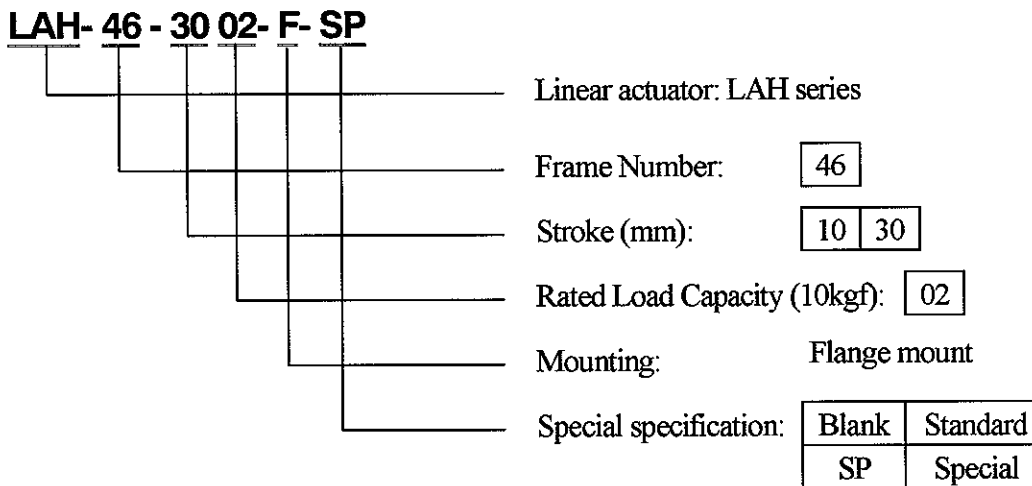 LAH- 46 - 30 02- F- SP
Linear actuator: LAH series
Frame Number: 46
Stroke (mm): 10 30
Rated Load Capacity (10kgf): 02
Mounting: Flange mount
Special specification: Blank Standard
SP Special